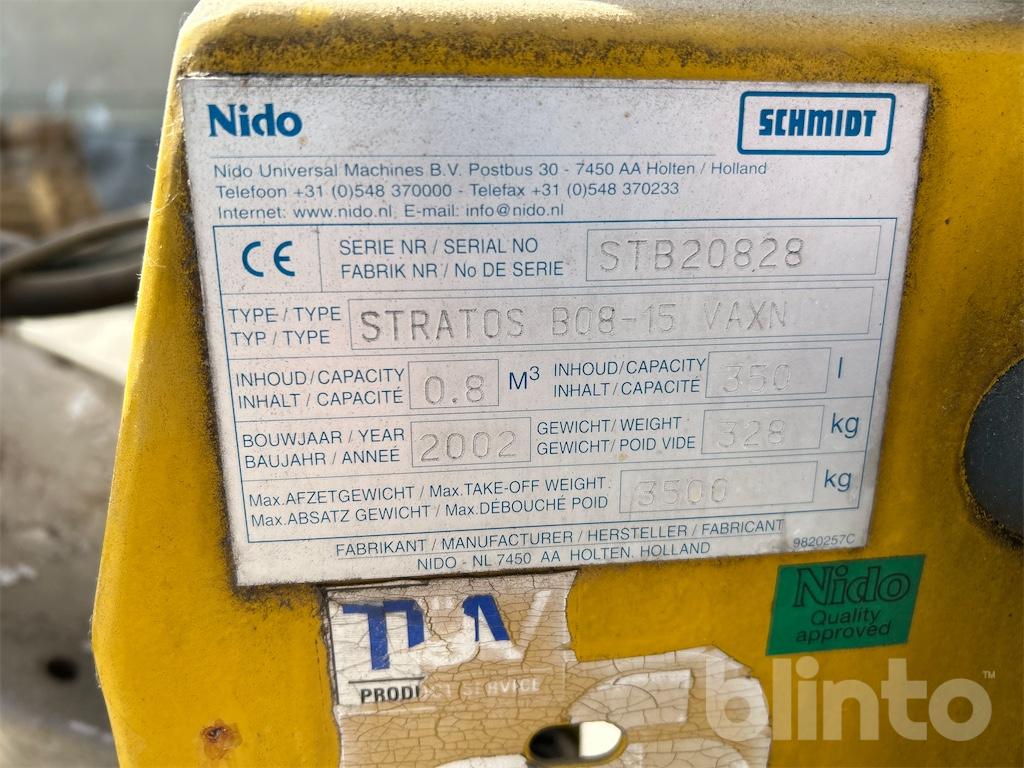 Nido
SCHMIDT
Nido Universal Machines B.V. Postbus 30 - 7450 AA Holten / Holland
Telefoon +31 (0)548 370000 - Telefax +31 (0)548 370233
Internet: www.nido.nl, E-mail: info@nido.nl
CE
SERIE NR / SERIAL NO
FABRIK NR / No DE SERIE
STB20828
TYPE / TYPE
TYP / TYPE
STRATOS B08-15 VAXN
INHOUD / CAPACITY
INHALT / CAPACITÉ
0.8 M³
INHOUD/CAPACITY
INHALT / CAPACITÉ
350 l
BOUWJAAR / YEAR
BAUJAHR / ANNEÉ
2002
GEWICHT / WEIGHT
GEWICHT / POID VIDE
328 kg
Max.AFZETGEWICHT / Max.TAKE-OFF WEIGHT
Max.ABSATZ GEWICHT / Max.DÉBOUCHÉ POID
3500 kg
FABRIKANT / MANUFACTURER / HERSTELLER / FABRICANT
NIDO - NL 7450 AA HOLTEN. HOLLAND
9820257C
Nido
Quality
approved
TÜV
PRODUCT SERVICE
blinto™